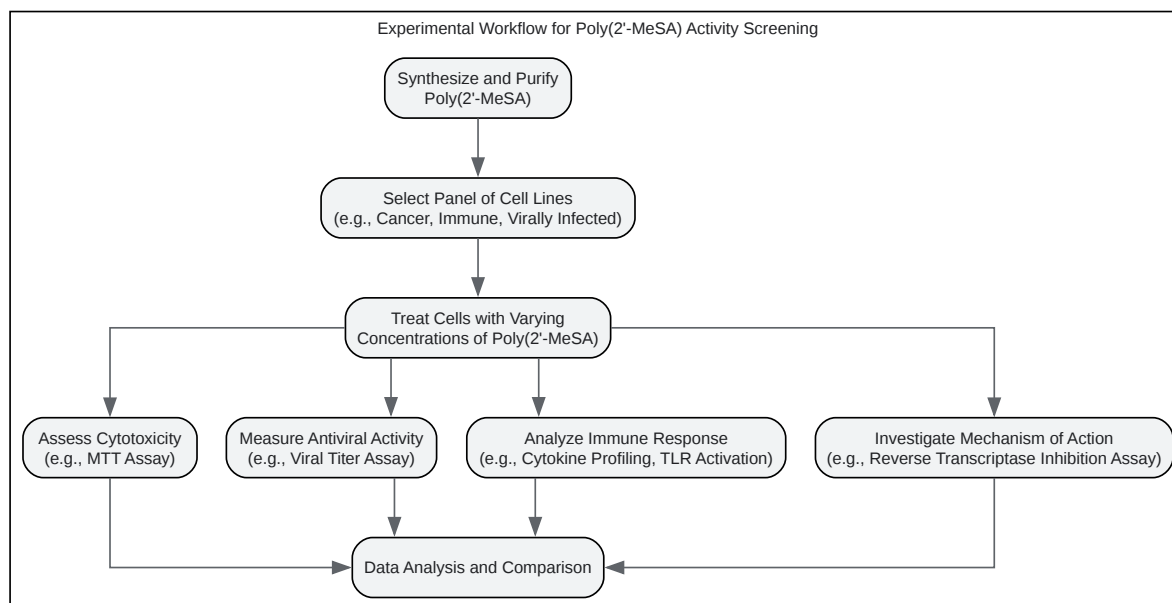 Experimental Workflow for Poly(2'-MeSA) Activity Screening
Synthesize and Purify
Poly(2'-MeSA)
Select Panel of Cell Lines
(e.g., Cancer, Immune, Virally Infected)
Treat Cells with Varying
Concentrations of Poly(2'-MeSA)
Assess Cytotoxicity
(e.g., MTT Assay)
Measure Antiviral Activity
(e.g., Viral Titer Assay)
Analyze Immune Response
(e.g., Cytokine Profiling, TLR Activation)
Investigate Mechanism of Action
(e.g., Reverse Transcriptase Inhibition Assay)
Data Analysis and Comparison